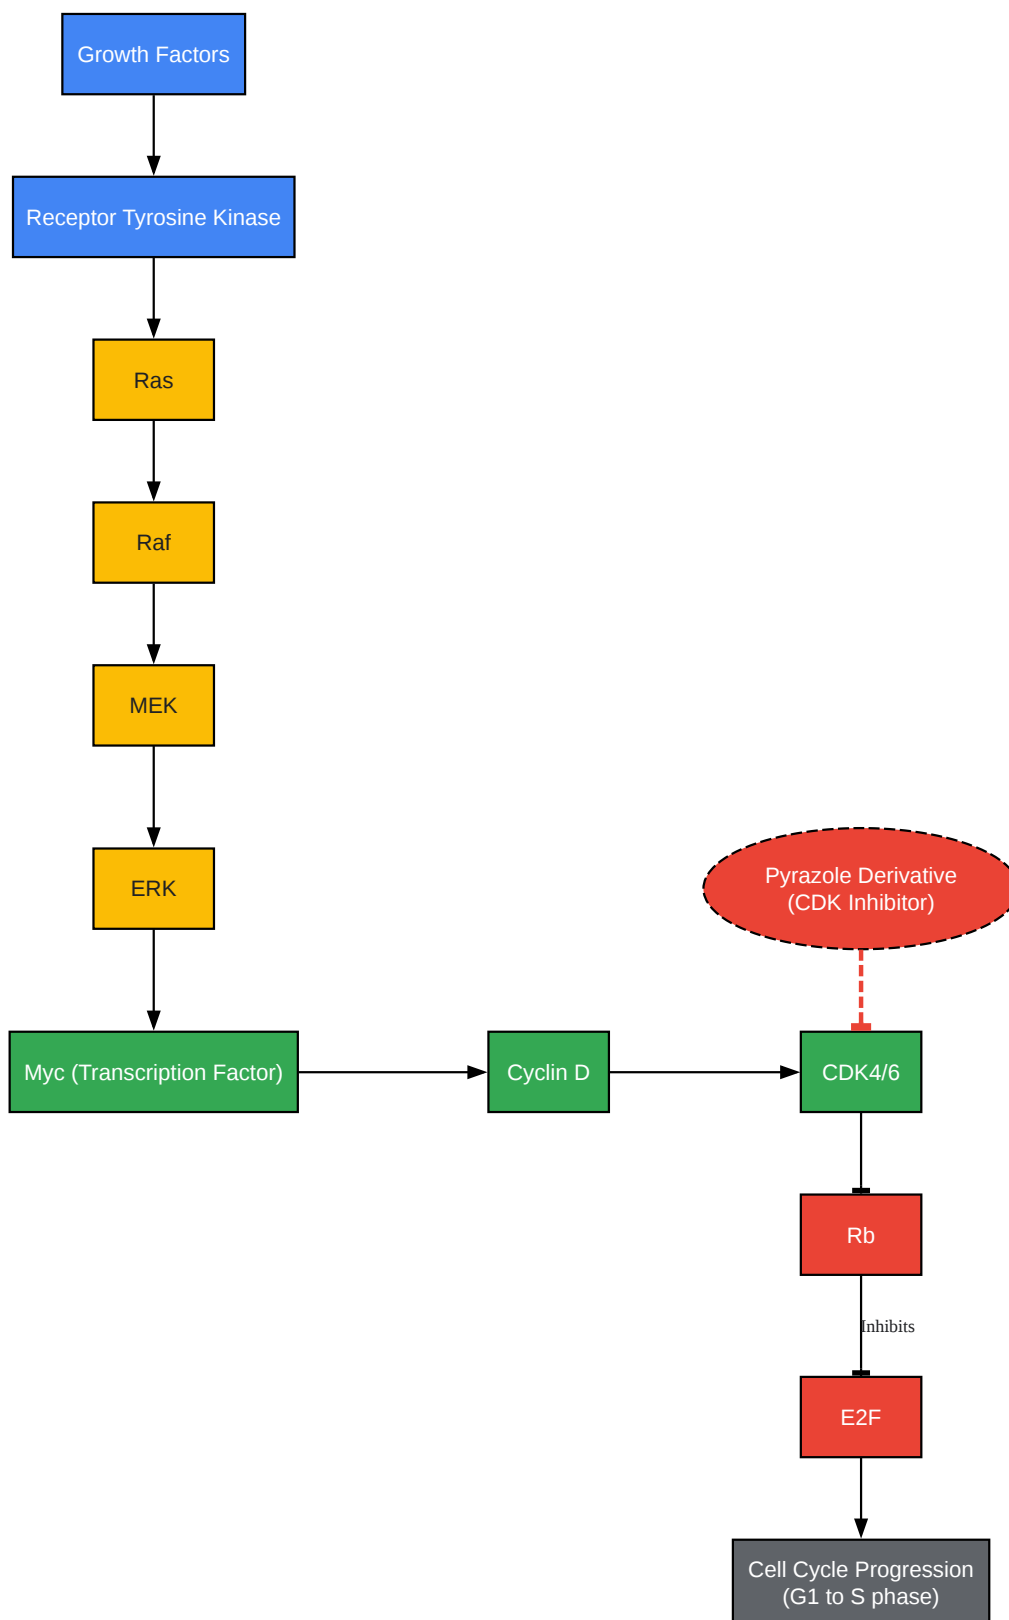 Growth Factors
Receptor Tyrosine Kinase
Ras
Raf
MEK
ERK
Pyrazole Derivative
(CDK Inhibitor)
Myc (Transcription Factor)
Cyclin D
CDK4/6
Rb
Inhibits
E2F
Cell Cycle Progression
(G1 to S phase)